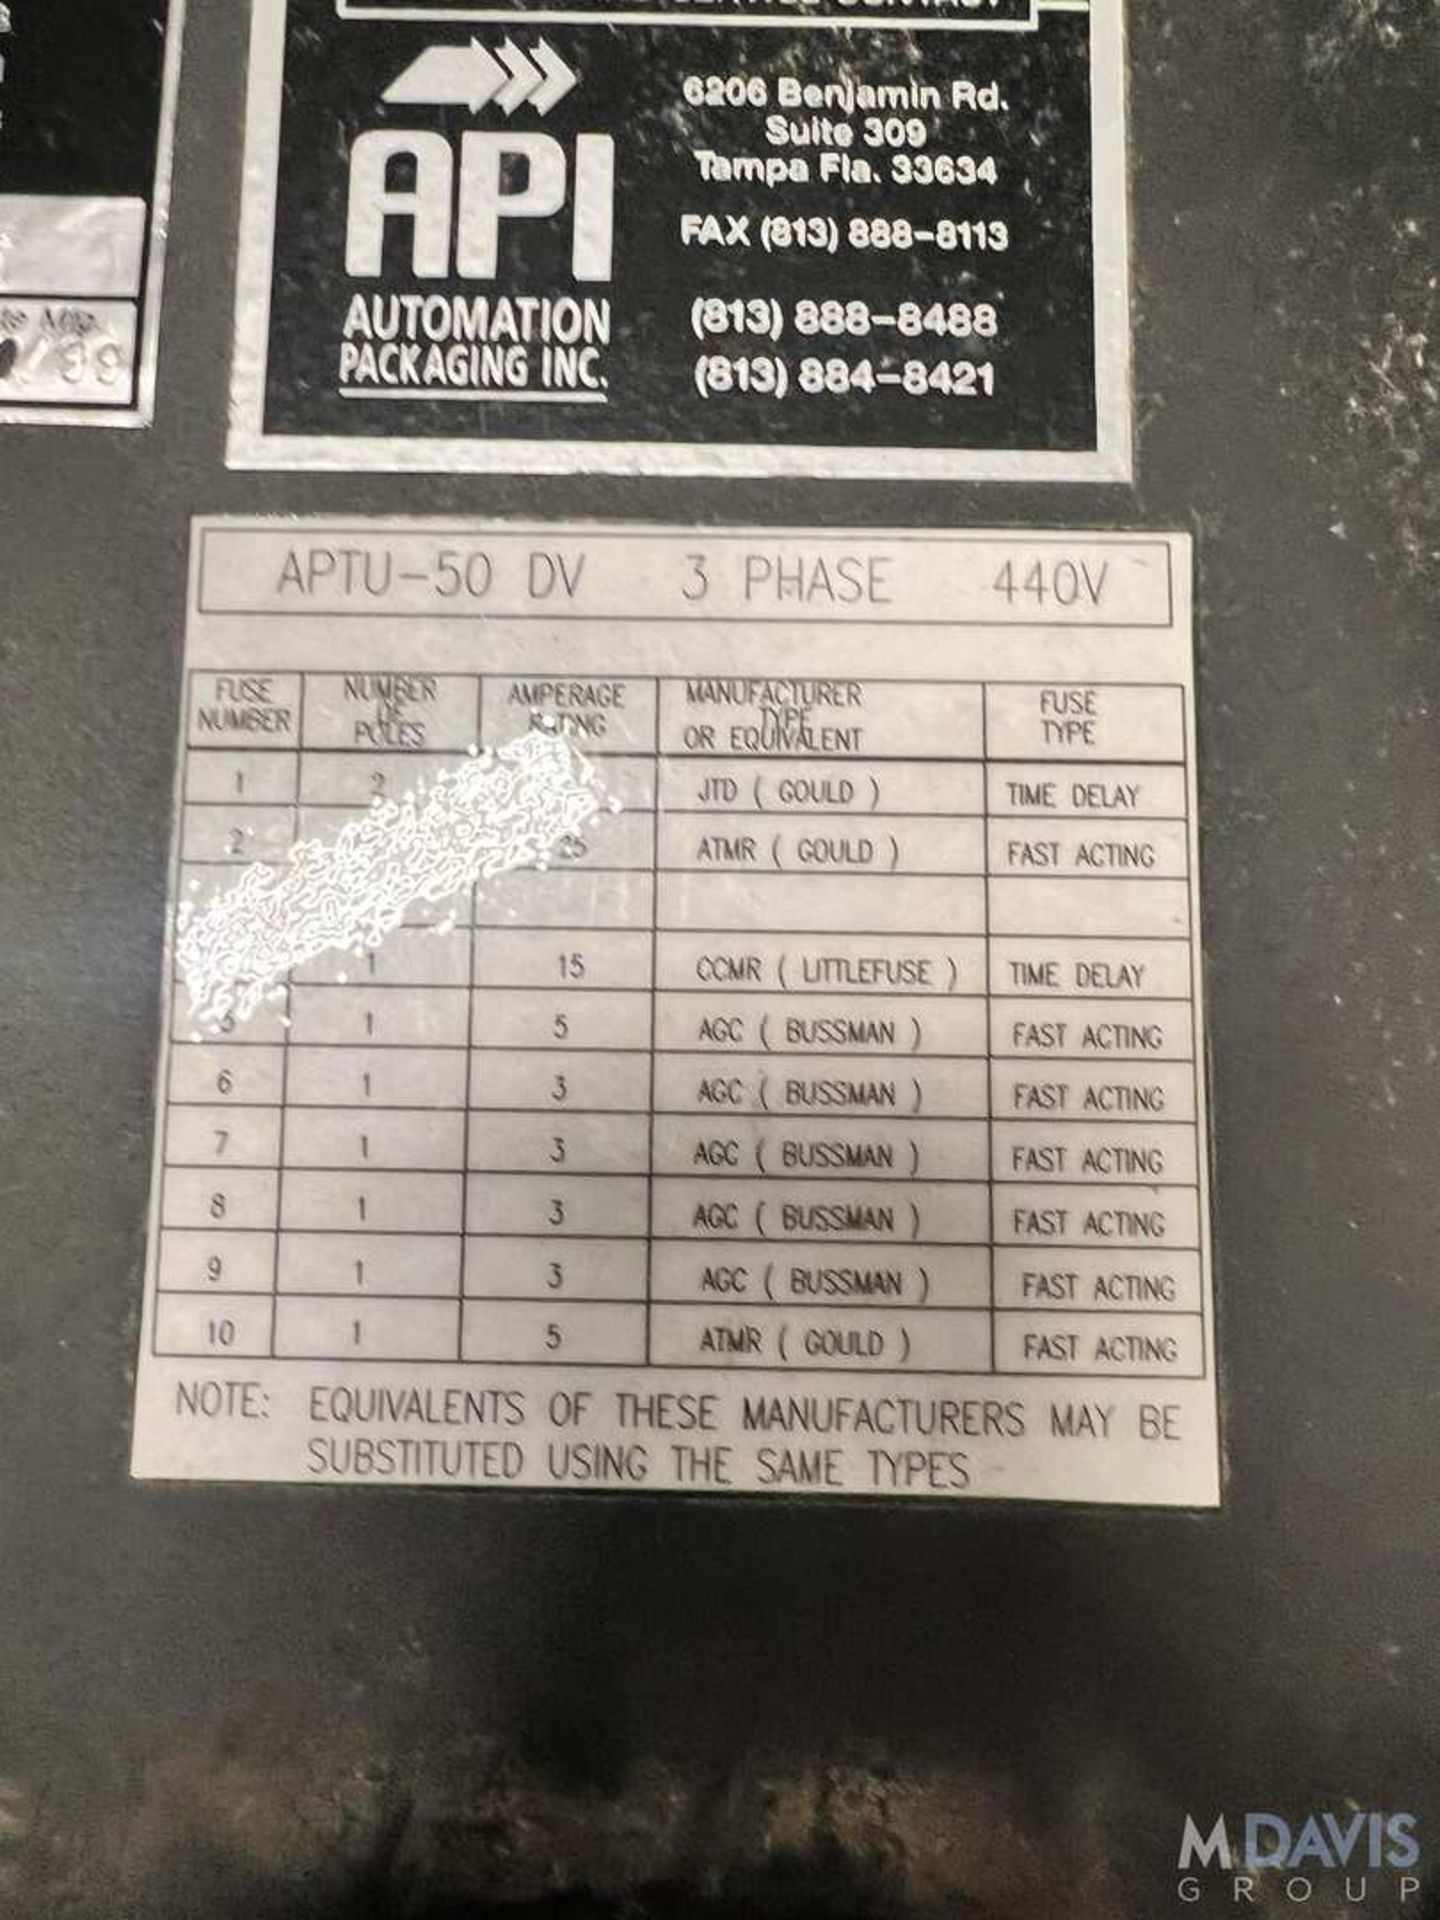 API
AUTOMATION
PACKAGING INC.
6206 Benjamin Rd.
Suite 309
Tampa Fla. 33634
FAX (813) 888-8113
(813) 888-8488
(813) 884-8421
Mfg.
APTU-50 DV 3 PHASE 440V
FUSE NUMBER NUMBER OF POLES AMPERAGE RATING MANUFACTURER TYPE OR EQUIVALENT FUSE TYPE
1 2 JTD ( GOULD ) TIME DELAY
2 25 ATMR ( GOULD ) FAST ACTING
1 15 CCMR ( LITTLEFUSE ) TIME DELAY
5 1 5 AGC ( BUSSMAN ) FAST ACTING
6 1 3 AGC ( BUSSMAN ) FAST ACTING
7 1 3 AGC ( BUSSMAN ) FAST ACTING
8 1 3 AGC ( BUSSMAN ) FAST ACTING
9 1 3 AGC ( BUSSMAN ) FAST ACTING
10 1 5 ATMR ( GOULD ) FAST ACTING
NOTE: EQUIVALENTS OF THESE MANUFACTURERS MAY BE
SUBSTITUTED USING THE SAME TYPES
MDAVIS
GROUP